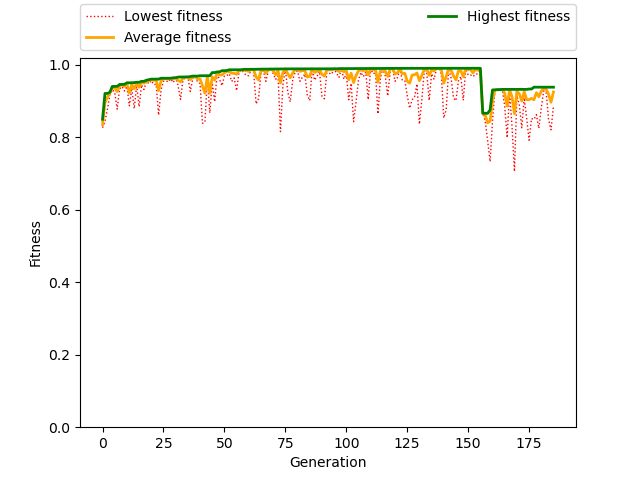 Lowest fitness
Average fitness
Highest fitness
1.0
0.8
0.6
0.4
0.2
0.0
Fitness
0 25 50 75 100 125 150 175
Generation